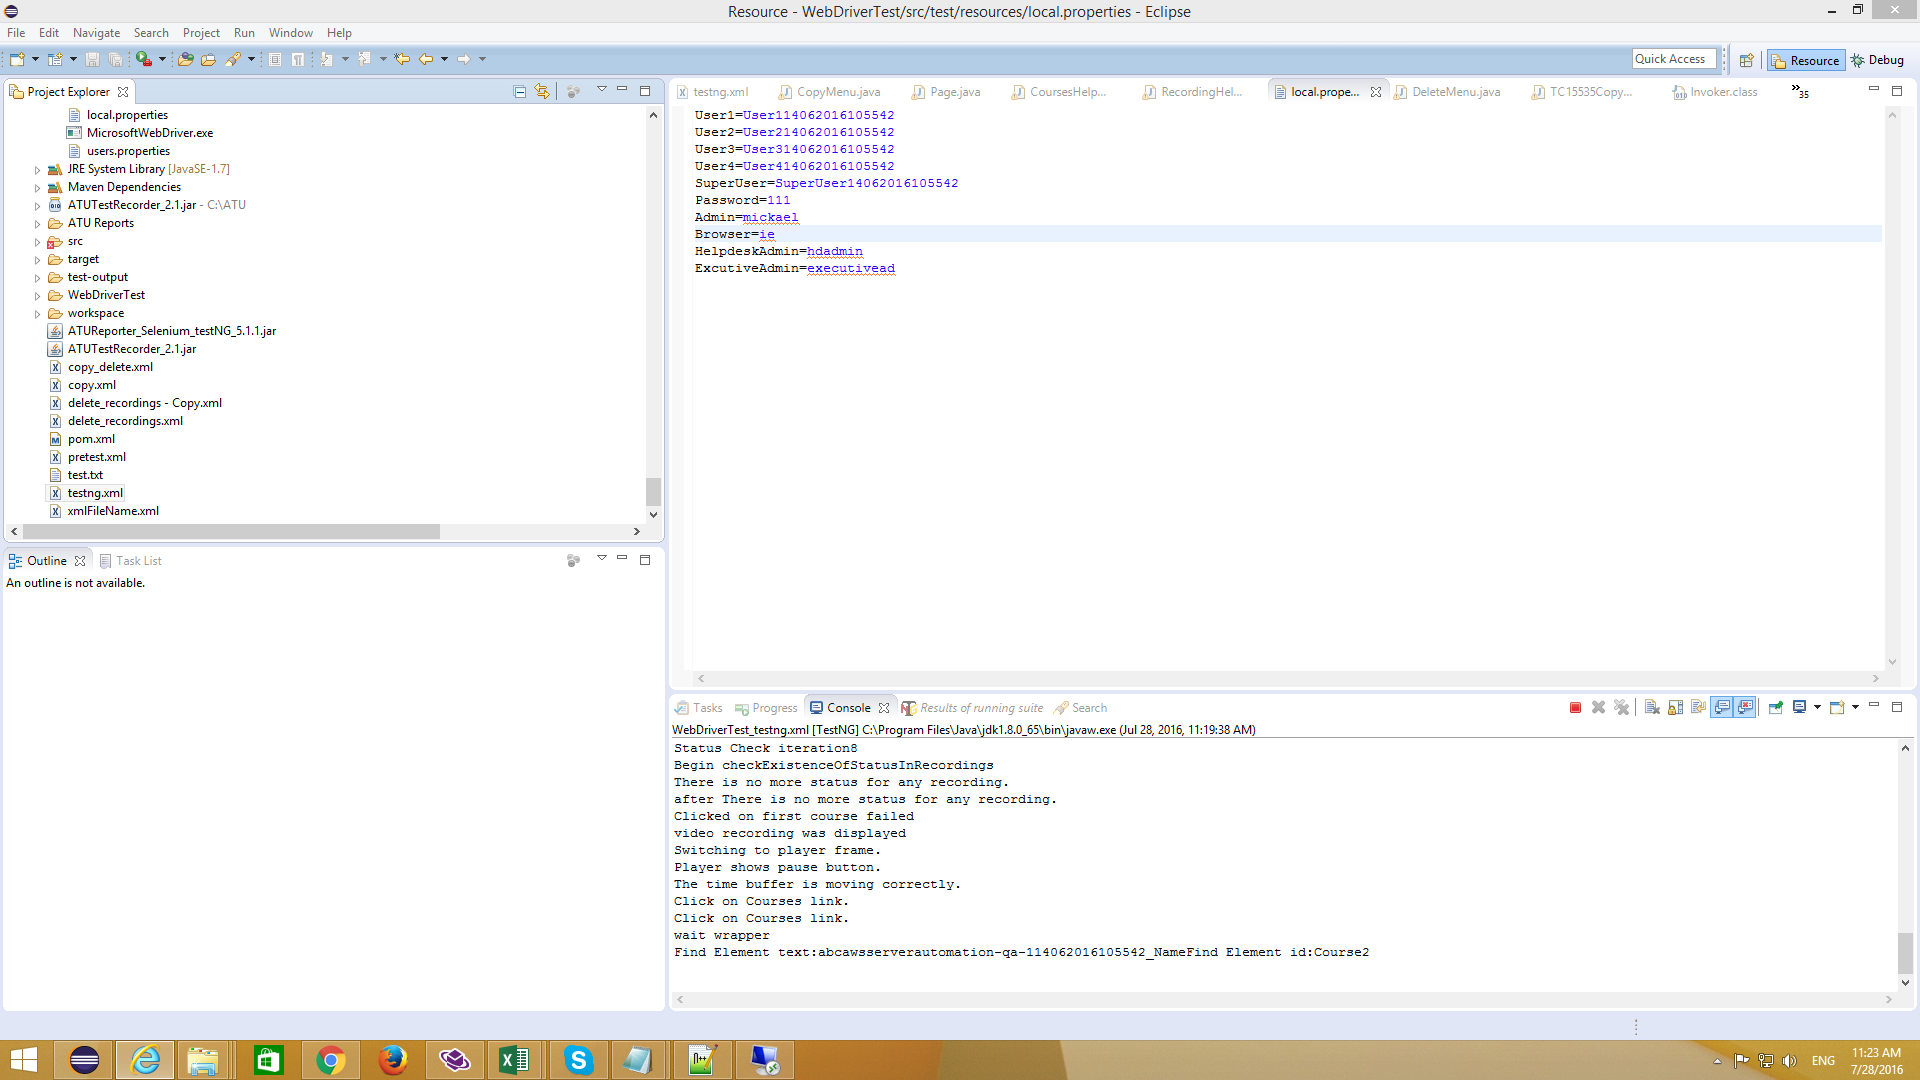 Resource - WebDriverTest/src/test/resources/local.properties - Eclipse
File Edit Navigate Search Project Run Window Help
Quick Access
Resource
Debug
Project Explorer
local.properties
MicrosoftWebDriver.exe
users.properties
JRE System Library [JavaSE-1.7]
Maven Dependencies
ATUTestRecorder_2.1.jar - C:\ATU
ATU Reports
src
target
test-output
WebDriverTest
workspace
ATUReporter_Selenium_testNG_5.1.1.jar
ATUTestRecorder_2.1.jar
copy_delete.xml
copy.xml
delete_recordings - Copy.xml
delete_recordings.xml
pom.xml
pretest.xml
test.txt
testng.xml
xmlFileName.xml
Outline
Task List
An outline is not available.
testng.xml CopyMenu.java Page.java CoursesHelp... RecordingHel... local.prope... DeleteMenu.java TC15535Copy... Invoker.class »35
User1=User114062016105542
User2=User214062016105542
User3=User314062016105542
User4=User414062016105542
SuperUser=SuperUser14062016105542
Password=111
Admin=mickael
Browser=ie
HelpdeskAdmin=hdadmin
ExcutiveAdmin=executivead
Tasks Progress Console Results of running suite Search
WebDriverTest_testng.xml [TestNG] C:\Program Files\Java\jdk1.8.0_65\bin\javaw.exe (Jul 28, 2016, 11:19:38 AM)
Status Check iteration8
Begin checkExistenceOfStatusInRecordings
There is no more status for any recording.
after There is no more status for any recording.
Clicked on first course failed
video recording was displayed
Switching to player frame.
Player shows pause button.
The time buffer is moving correctly.
Click on Courses link.
Click on Courses link.
wait wrapper
Find Element text:abcawsserverautomation-qa-114062016105542_NameFind Element id:Course2
ENG
11:23 AM
7/28/2016